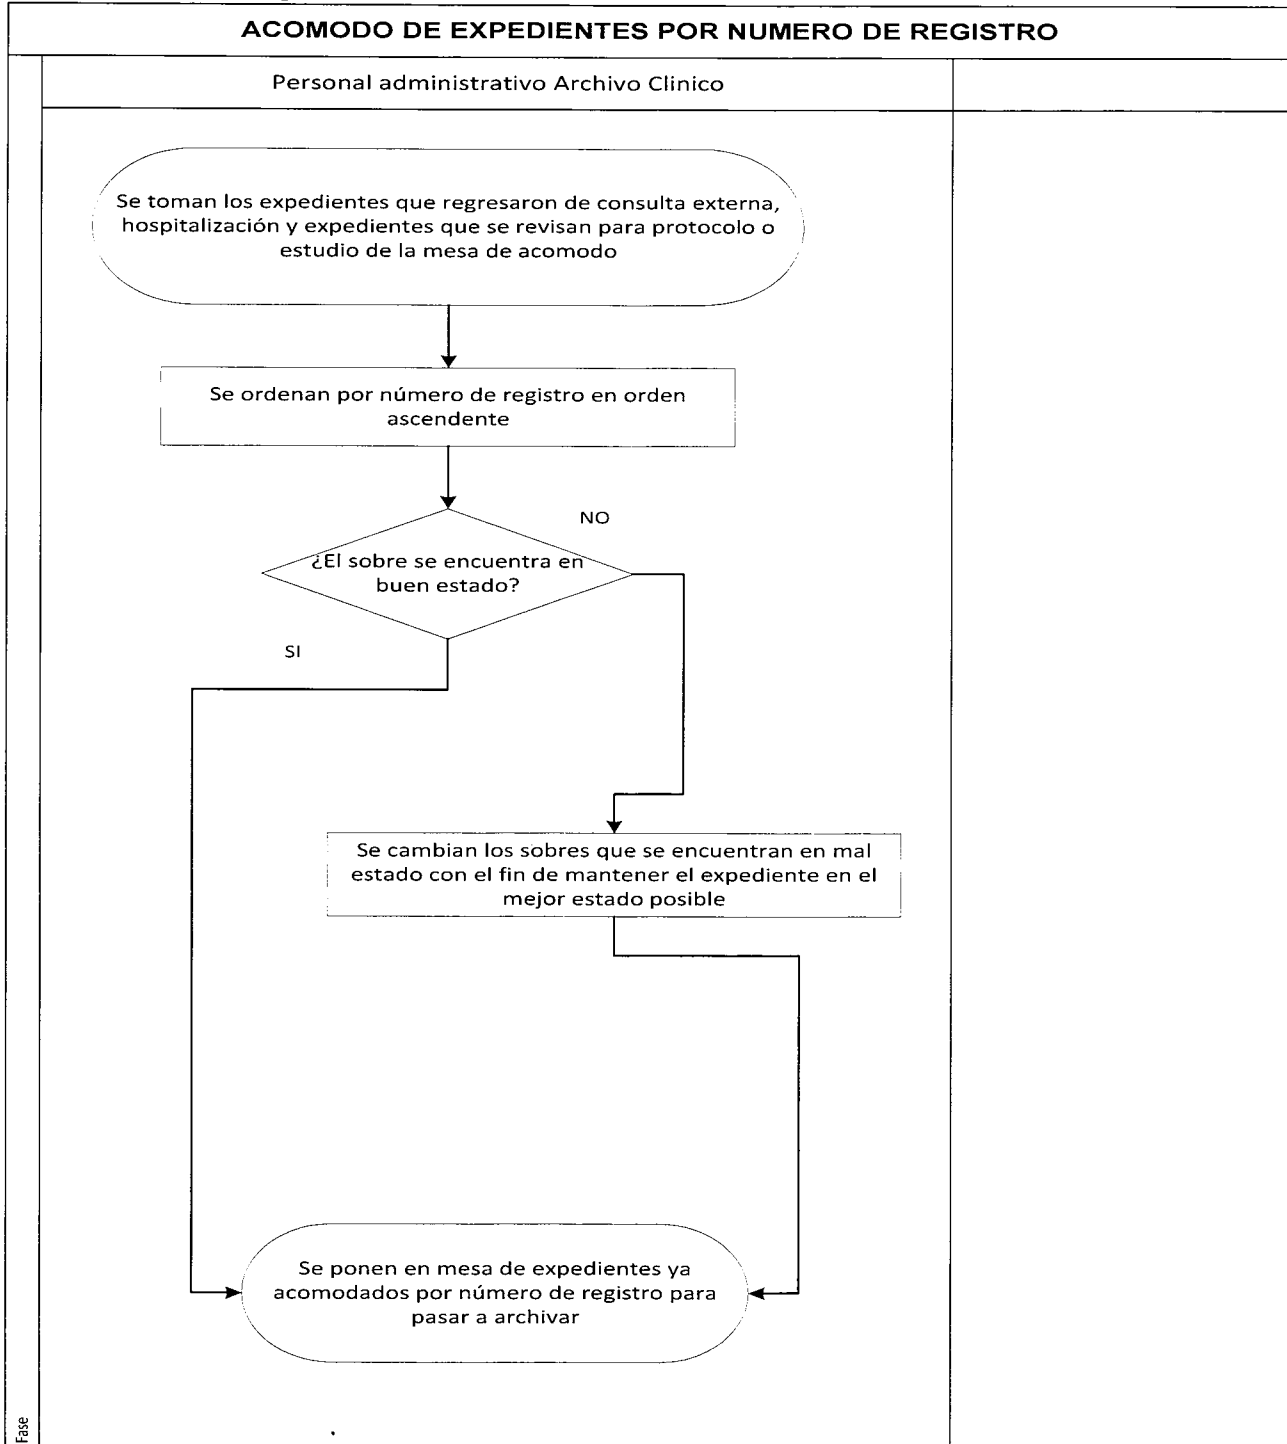 ACOMODO DE EXPEDIENTES POR NUMERO DE REGISTRO
Personal administrativo Archivo Clinico
Se toman los expedientes que regresaron de consulta externa,
hospitalización y expedientes que se revisan para protocolo o
estudio de la mesa de acomodo
Se ordenan por número de registro en orden
ascendente
NO
¿El sobre se encuentra en
buen estado?
SI
Se cambian los sobres que se encuentran en mal
estado con el fin de mantener el expediente en el
mejor estado posible
Se ponen en mesa de expedientes ya
acomodados por número de registro para
pasar a archivar
Fase